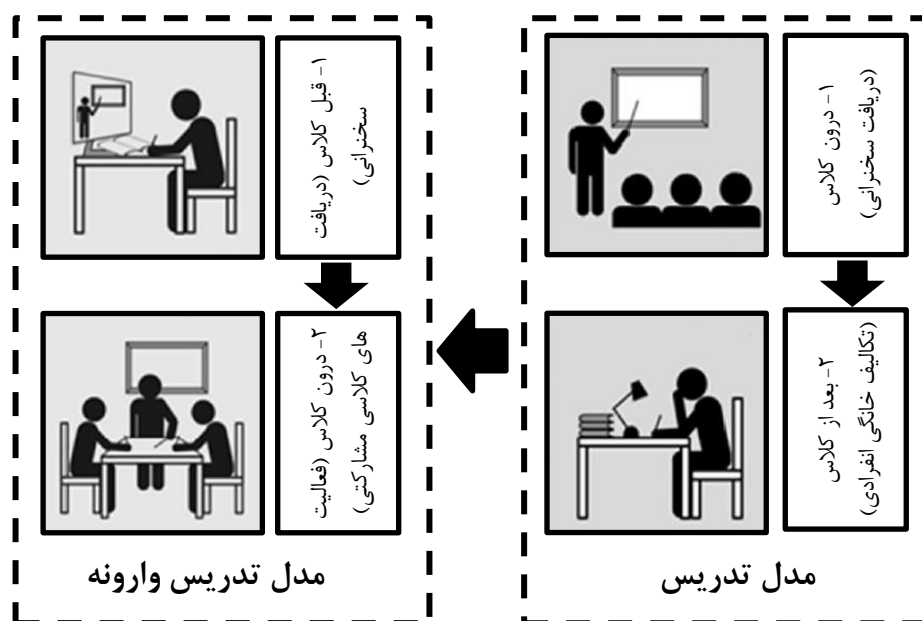 ۱- درون کلاس
(دریافت سخنرانی)
۲- بعد از کلاس
(تکالیف خانگی انفرادی)
مدل تدریس
۱- قبل کلاس (دریافت
سخنرانی)
۲- درون کلاس (فعالیت
های کلاسی مشارکتی)
مدل تدریس وارونه